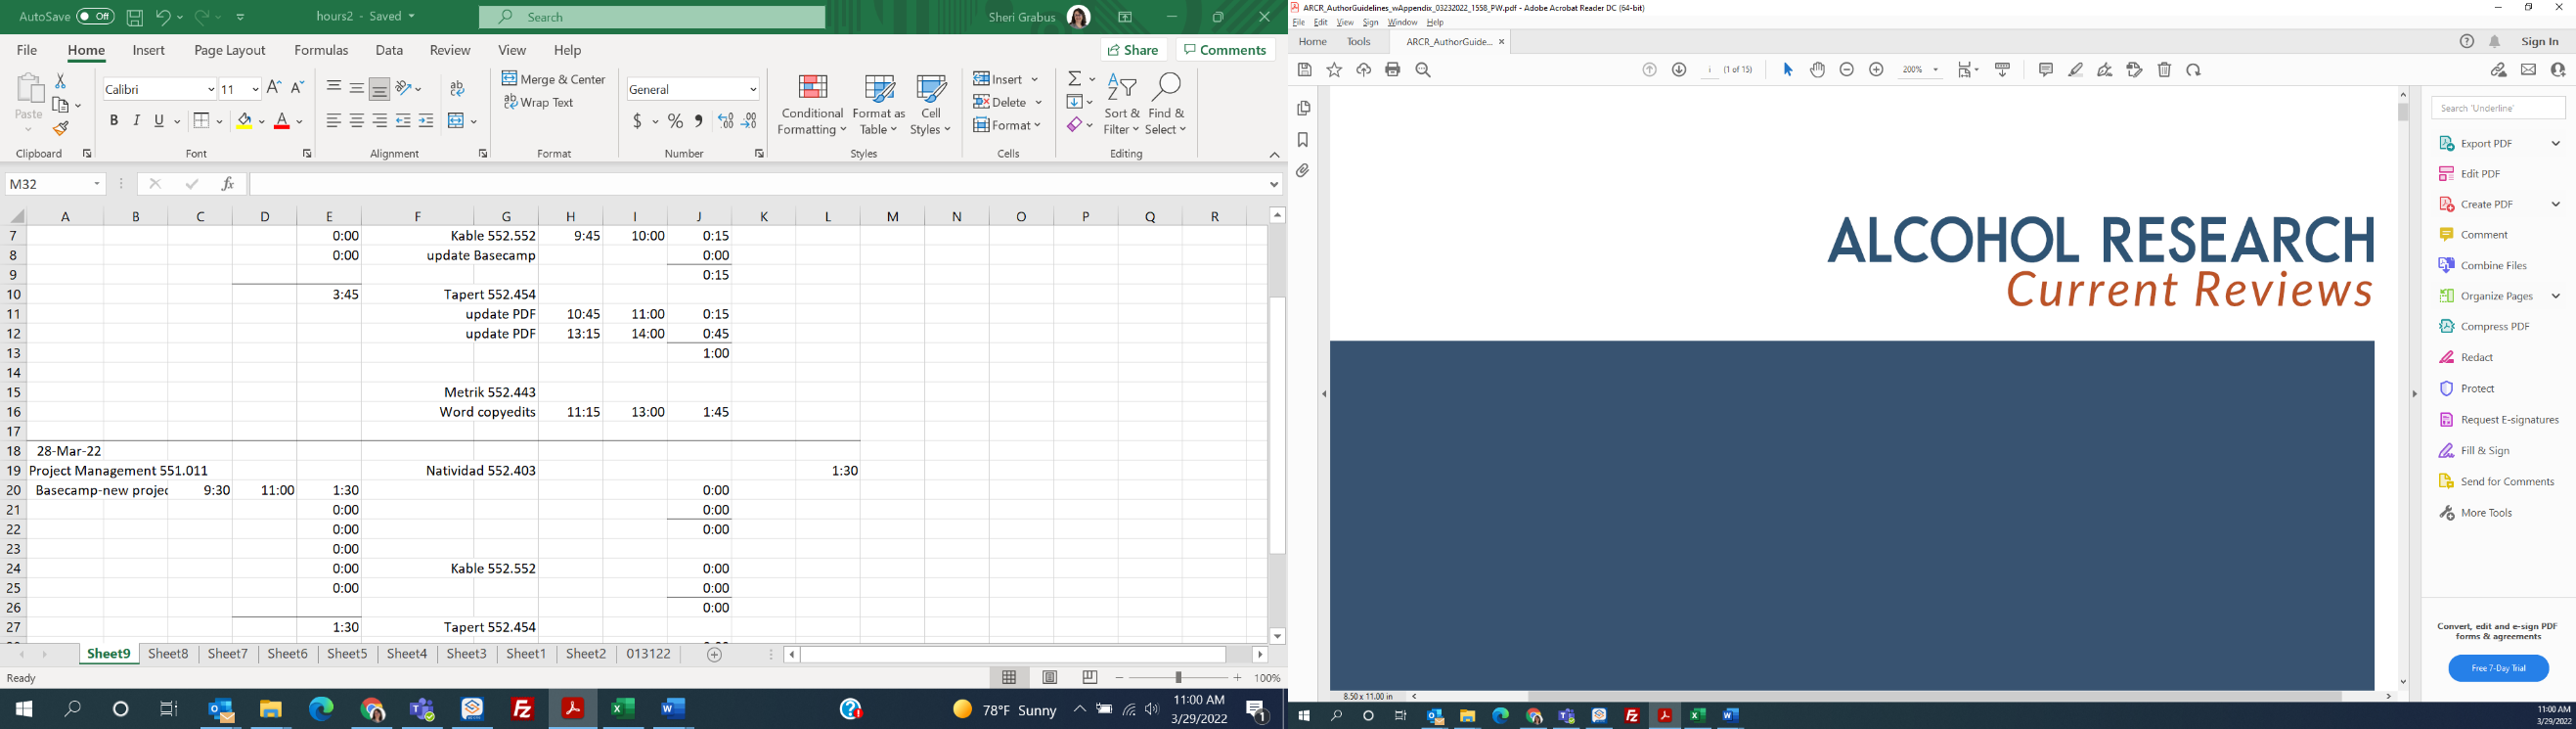 AutoSave Off hours2 - Saved Search Sheri Grabus
File Home Insert Page Layout Formulas Data Review View Help Share Comments
Paste Calibri 11 Merge & Center General Conditional Formatting Format as Table Cell Styles Insert Sort & Filter Find & Select
B I U Wrap Text $ % Delete
Format
Clipboard Font Alignment Format Number Styles Cells Editing
M32 fx
A B C D E F G H I J K L M N O P Q R
7 0:00 Kable 552.552 9:45 10:00 0:15
8 0:00 update Basecamp 0:00
9 0:15
10 3:45 Tapert 552.454
11 update PDF 10:45 11:00 0:15
12 update PDF 13:15 14:00 0:45
13 1:00
14
15 Metrik 552.443
16 Word copyedits 11:15 13:00 1:45
17
18 28-Mar-22
19 Project Management 551.011 Natividad 552.403 1:30
20 Basecamp-new projec 9:30 11:00 1:30 0:00
21 0:00 0:00
22 0:00 0:00
23 0:00
24 0:00 Kable 552.552 0:00
25 0:00 0:00
26 0:00
27 1:30 Tapert 552.454
Sheet9 Sheet8 Sheet7 Sheet6 Sheet5 Sheet4 Sheet3 Sheet1 Sheet2 013122
Ready 100%
78°F Sunny 11:00 AM
3/29/2022
ARCR_AuthorGuidelines_wAppendix_03232022_1558_PW.pdf - Adobe Acrobat Reader DC (64-bit)
File Edit View Sign Window Help
Home Tools ARCR_AuthorGuide... × Sign In
(1 of 15) 200%
Search 'Underline'
Export PDF
Edit PDF
Create PDF
Comment
Combine Files
Organize Pages
Compress PDF
Redact
Protect
Request E-signatures
Fill & Sign
Send for Comments
More Tools
ALCOHOL RESEARCH
Current Reviews
Convert, edit and e-sign PDF
forms & agreements
Free 7-Day Trial
8.50 x 11.00 in
11:00 AM
3/29/2022